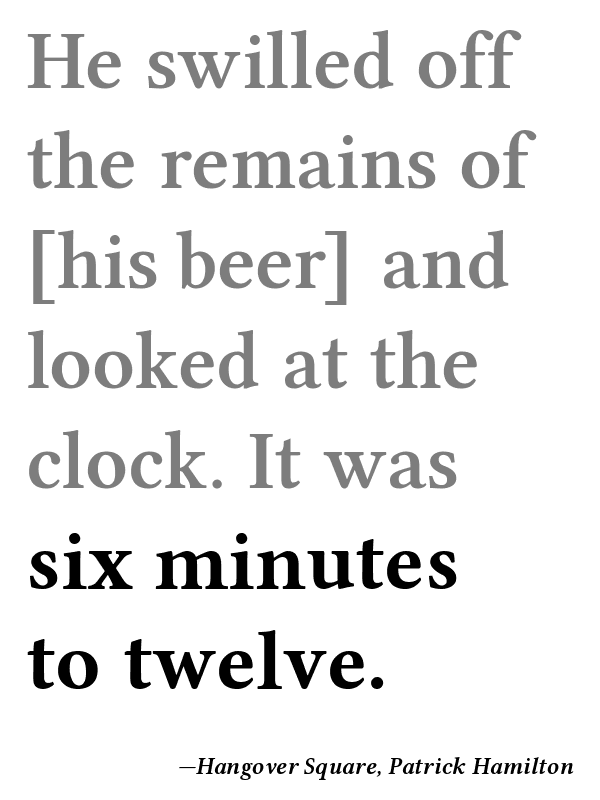 He swilled off
the remains of
[his beer] and
looked at the
clock. It was
six minutes
to twelve.
—Hangover Square, Patrick Hamilton